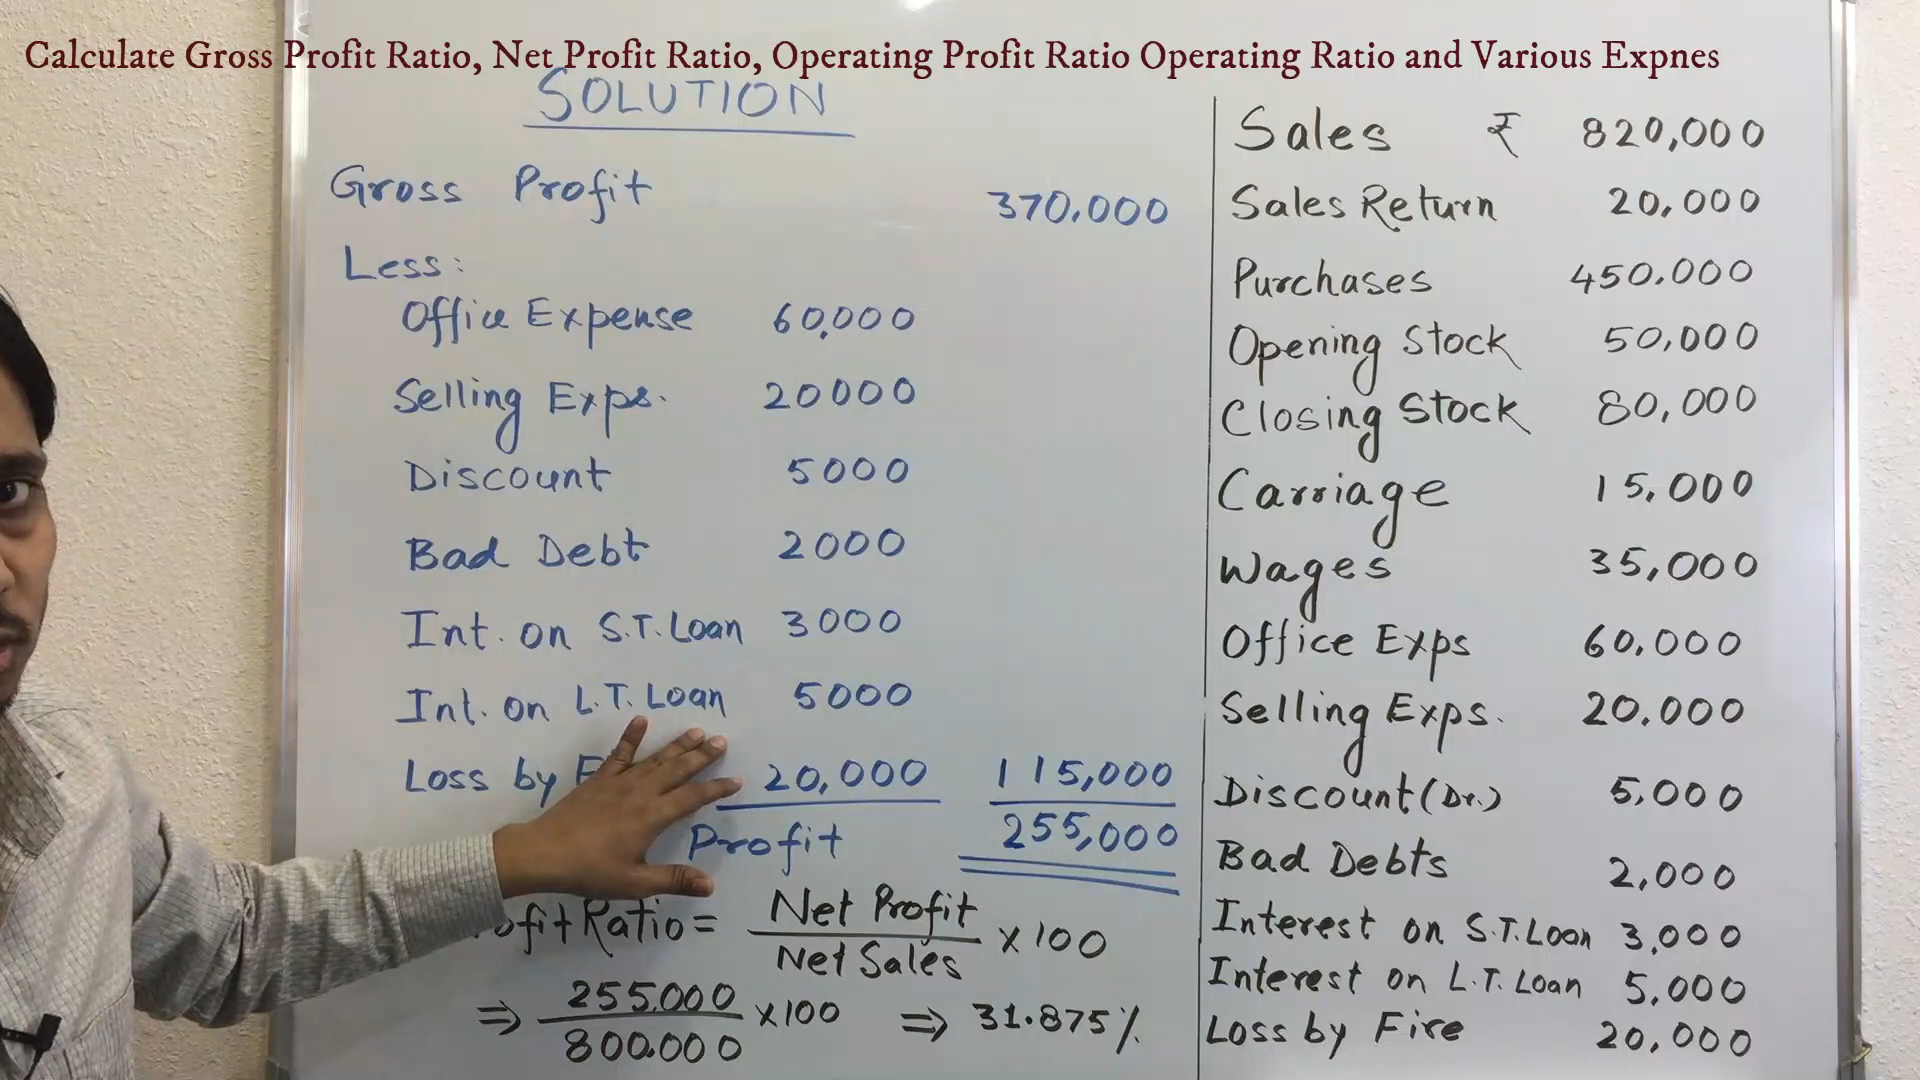 Calculate Gross Profit Ratio, Net Profit Ratio, Operating Profit Ratio Operating Ratio and Various Expnes
SOLUTION
Gross Profit 370,000
Less:
Office Expense 60,000
Selling Exps. 20000
Discount 5000
Bad Debt 2000
Int. on S.T. Loan 3000
Int. on L.T. Loan 5000
Loss by 20,000 115,000
Profit 255,000
Ratio = Net Profit / Net Sales × 100
⇒ 255,000 / 800,000 × 100 ⇒ 31.875%
Sales ₹ 820,000
Sales Return 20,000
Purchases 450,000
Opening Stock 50,000
Closing Stock 80,000
Carriage 15,000
Wages 35,000
Office Exps 60,000
Selling Exps. 20,000
Discount (Dr.) 5,000
Bad Debts 2,000
Interest on S.T. Loan 3,000
Interest on L.T. Loan 5,000
Loss by Fire 20,000